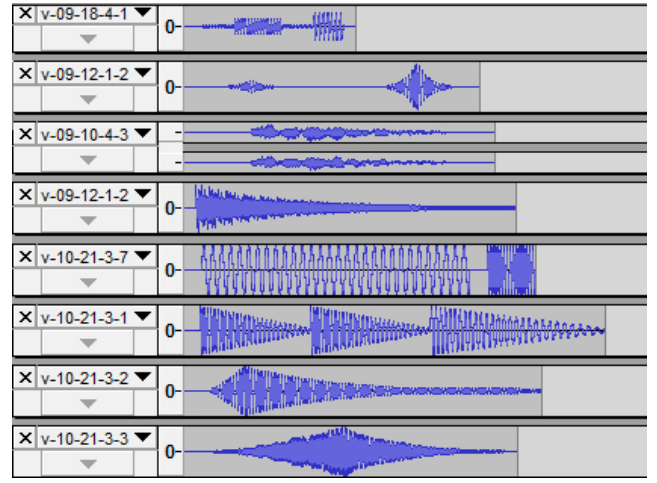 X v-09-18-4-1 0-
X v-09-12-1-2 0-
X v-09-10-4-3 -
-
X v-09-12-1-2 0-
X v-10-21-3-7 0-
X v-10-21-3-1 0-
X v-10-21-3-2 0-
X v-10-21-3-3 0-